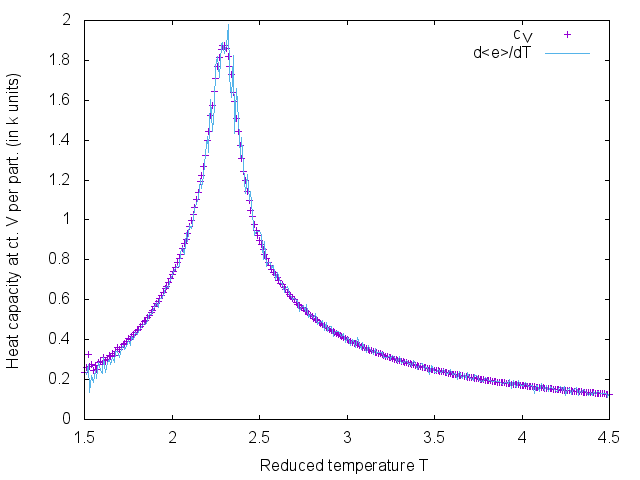 2
1.8
1.6
1.4
1.2
1
0.8
0.6
0.4
0.2
0
Heat capacity at ct. V per part. (in k units)
cV
d<e>/dT
1.5 2 2.5 3 3.5 4 4.5
Reduced temperature T